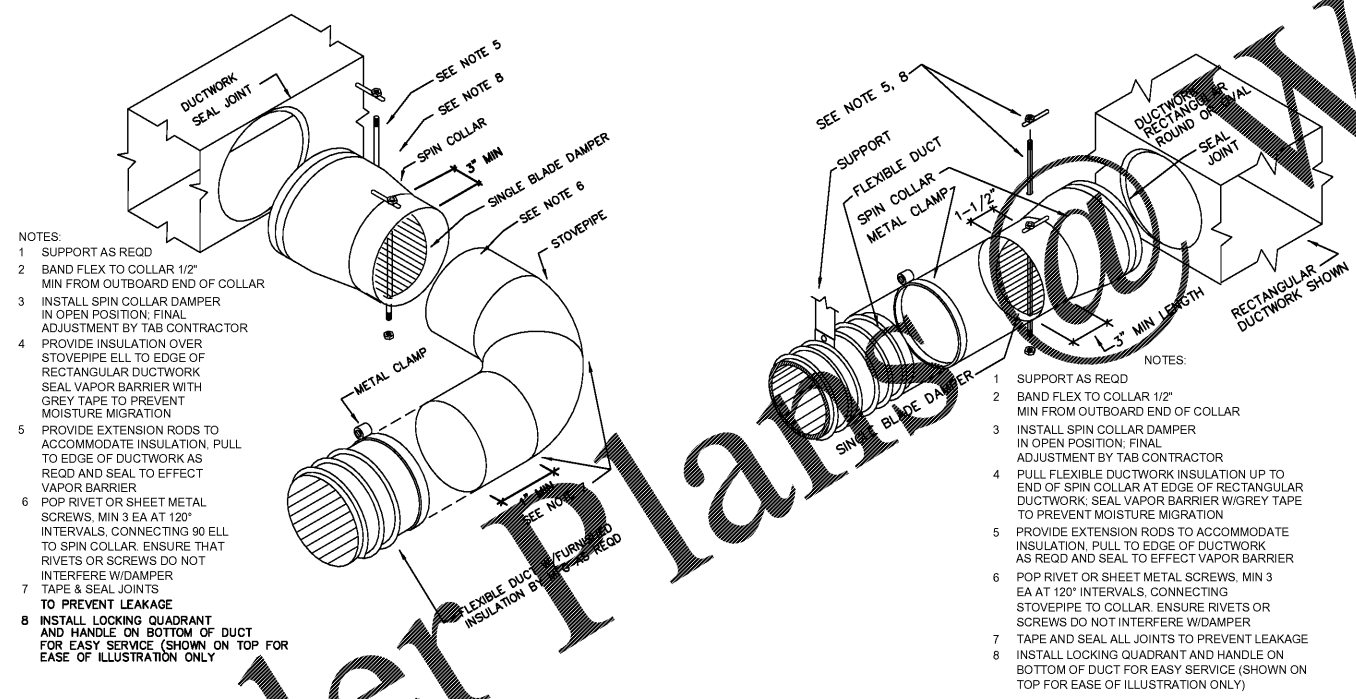 DUCTWORK
SEAL JOINT
SEE NOTE 5
SEE NOTE 8
SPIN COLLAR
3" MIN
SINGLE BLADE DAMPER
SEE NOTE 6
STOVEPIPE
METAL CLAMP
1" MIN
SEE NOTE 7
FLEXIBLE DUCT W/FURNISHED
INSULATION BY MFG AS REQD
NOTES:
1 SUPPORT AS REQD
2 BAND FLEX TO COLLAR 1/2"
MIN FROM OUTBOARD END OF COLLAR
3 INSTALL SPIN COLLAR DAMPER
IN OPEN POSITION; FINAL
ADJUSTMENT BY TAB CONTRACTOR
4 PROVIDE INSULATION OVER
STOVEPIPE ELL TO EDGE OF
RECTANGULAR DUCTWORK
SEAL VAPOR BARRIER WITH
GREY TAPE TO PREVENT
MOISTURE MIGRATION
5 PROVIDE EXTENSION RODS TO
ACCOMMODATE INSULATION, PULL
TO EDGE OF DUCTWORK AS
REQD AND SEAL TO EFFECT
VAPOR BARRIER
6 POP RIVET OR SHEET METAL
SCREWS, MIN 3 EA AT 120°
INTERVALS, CONNECTING 90 ELL
TO SPIN COLLAR. ENSURE THAT
RIVETS OR SCREWS DO NOT
INTERFERE W/DAMPER
7 TAPE & SEAL JOINTS
TO PREVENT LEAKAGE
8 INSTALL LOCKING QUADRANT
AND HANDLE ON BOTTOM OF DUCT
FOR EASY SERVICE (SHOWN ON TOP FOR
EASE OF ILLUSTRATION ONLY
SEE NOTE 5, 8
SUPPORT
FLEXIBLE DUCT
SPIN COLLAR
METAL CLAMP
1-1/2"
DUCTWORK
RECTANGULAR
ROUND OR OVAL
SEAL
JOINT
RECTANGULAR
DUCTWORK SHOWN
3" MIN LENGTH
SINGLE BLADE DAMPER
NOTES:
1 SUPPORT AS REQD
2 BAND FLEX TO COLLAR 1/2"
MIN FROM OUTBOARD END OF COLLAR
3 INSTALL SPIN COLLAR DAMPER
IN OPEN POSITION; FINAL
ADJUSTMENT BY TAB CONTRACTOR
4 PULL FLEXIBLE DUCTWORK INSULATION UP TO
END OF SPIN COLLAR AT EDGE OF RECTANGULAR
DUCTWORK; SEAL VAPOR BARRIER W/GREY TAPE
TO PREVENT MOISTURE MIGRATION
5 PROVIDE EXTENSION RODS TO ACCOMMODATE
INSULATION, PULL TO EDGE OF DUCTWORK
AS REQD AND SEAL TO EFFECT VAPOR BARRIER
6 POP RIVET OR SHEET METAL SCREWS, MIN 3
EA AT 120° INTERVALS, CONNECTING
STOVEPIPE TO COLLAR. ENSURE RIVETS OR
SCREWS DO NOT INTERFERE W/DAMPER
7 TAPE AND SEAL ALL JOINTS TO PREVENT LEAKAGE
8 INSTALL LOCKING QUADRANT AND HANDLE ON
BOTTOM OF DUCT FOR EASY SERVICE (SHOWN ON
TOP FOR EASE OF ILLUSTRATION ONLY)
Plans @